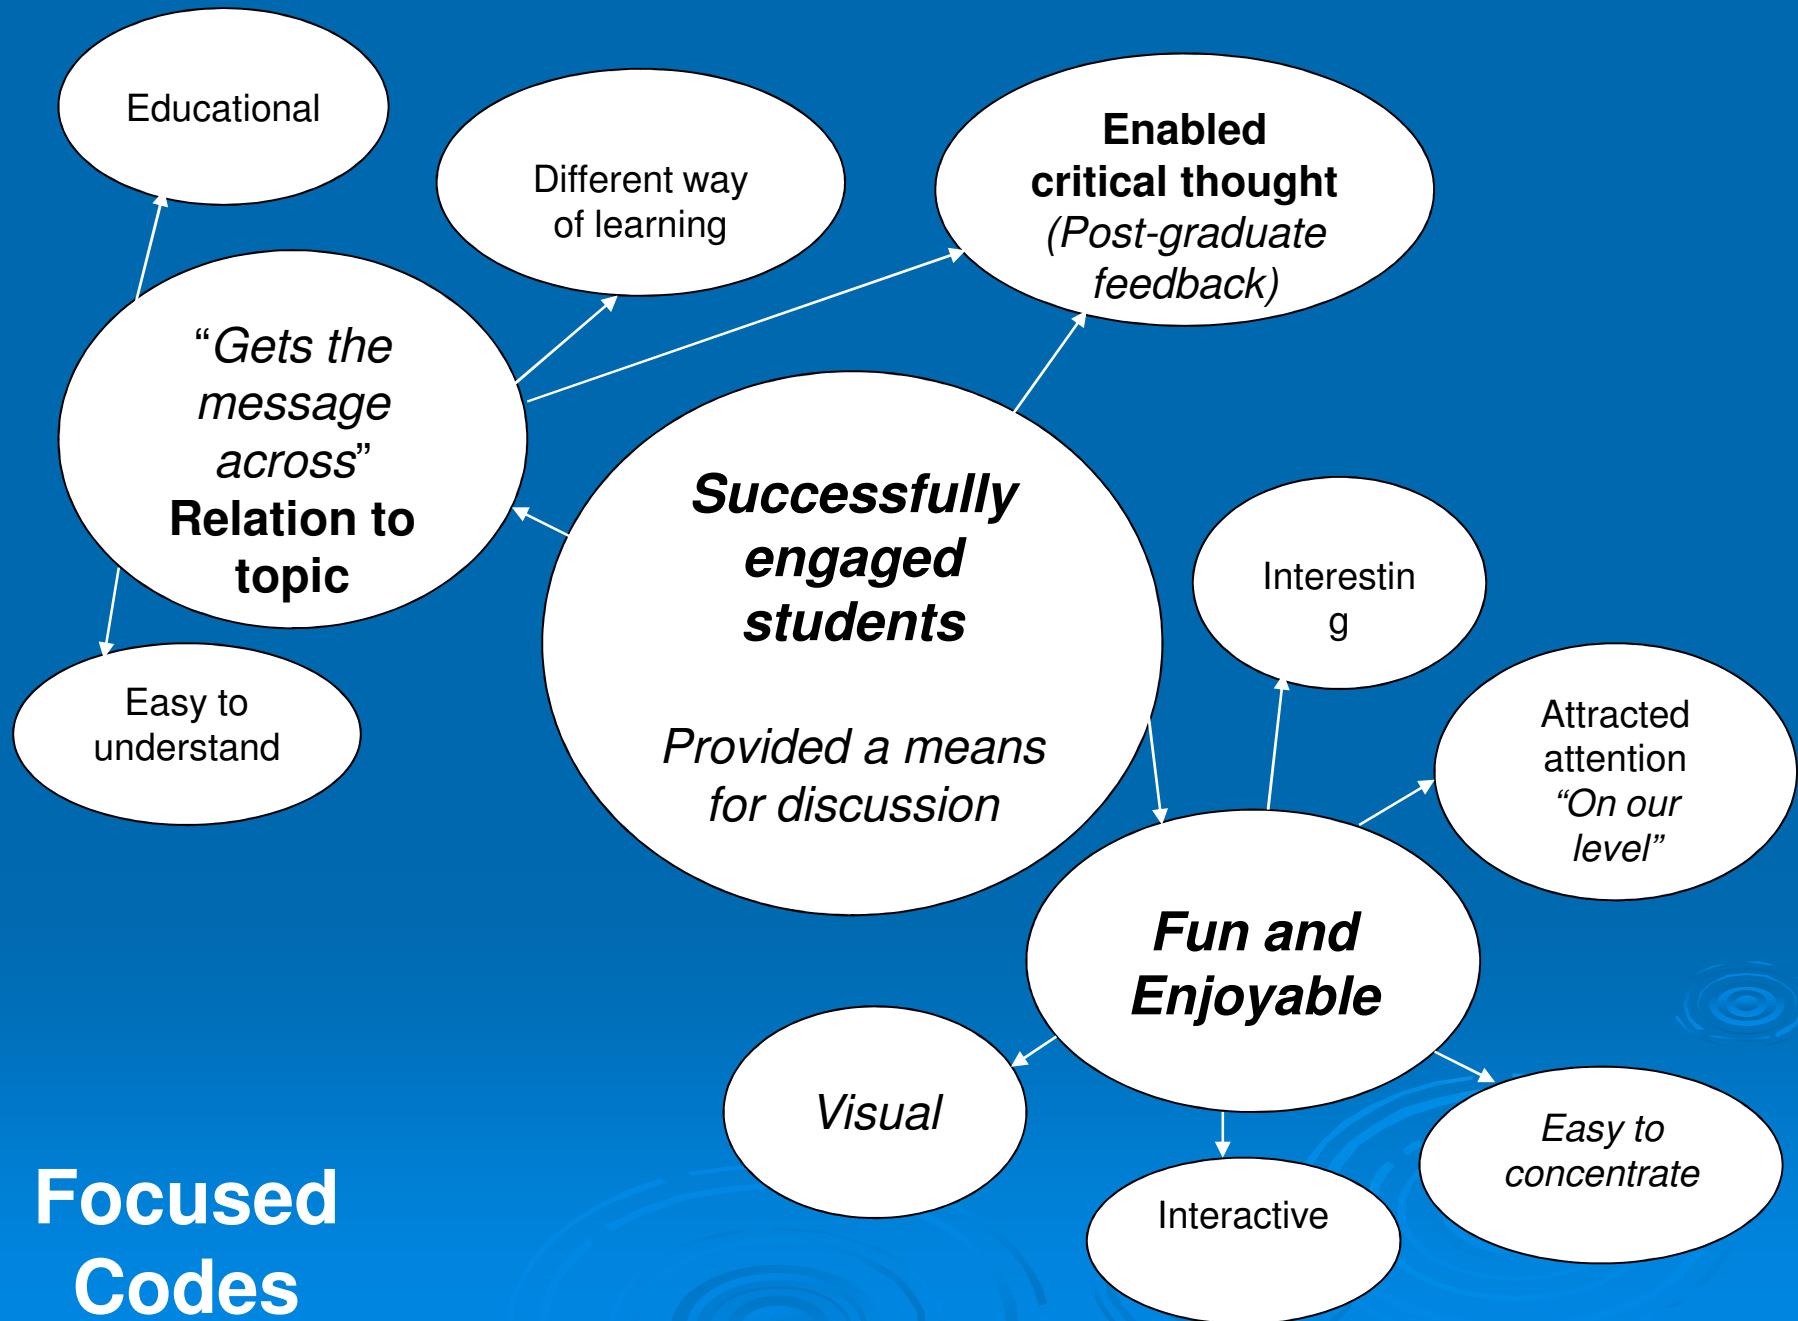 Educational
Different way
of learning
Enabled
critical thought
(Post-graduate
feedback)
“Gets the
message
across”
Relation to
topic
Successfully
engaged
students
Provided a means
for discussion
Interestin
g
Easy to
understand
Attracted
attention
“On our
level”
Fun and
Enjoyable
Visual
Easy to
concentrate
Interactive
Focused
Codes